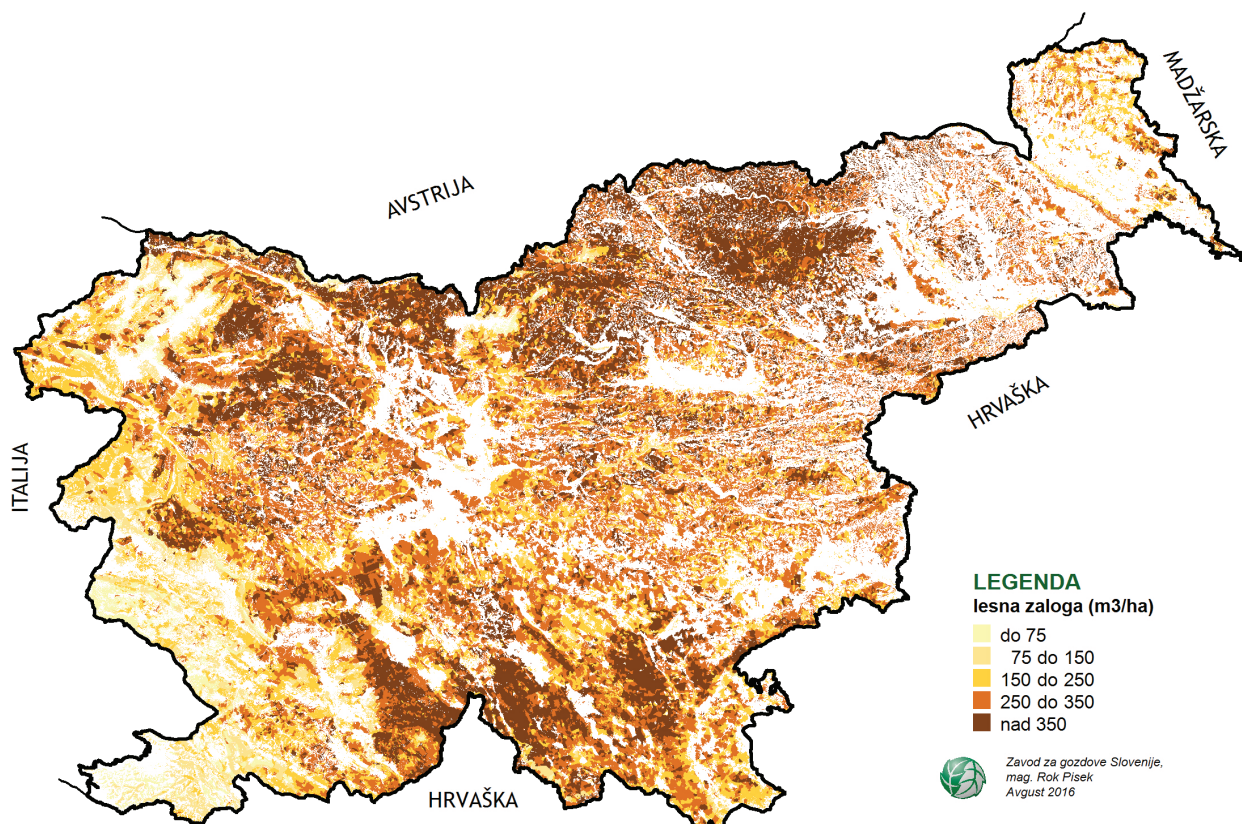 MADŽARSKA
AVSTRIJA
HRVAŠKA
ITALIJA
HRVAŠKA
LEGENDA
lesna zaloga (m3/ha)
do 75
75 do 150
150 do 250
250 do 350
nad 350
Zavod za gozdove Slovenije,
mag. Rok Pisek
Avgust 2016